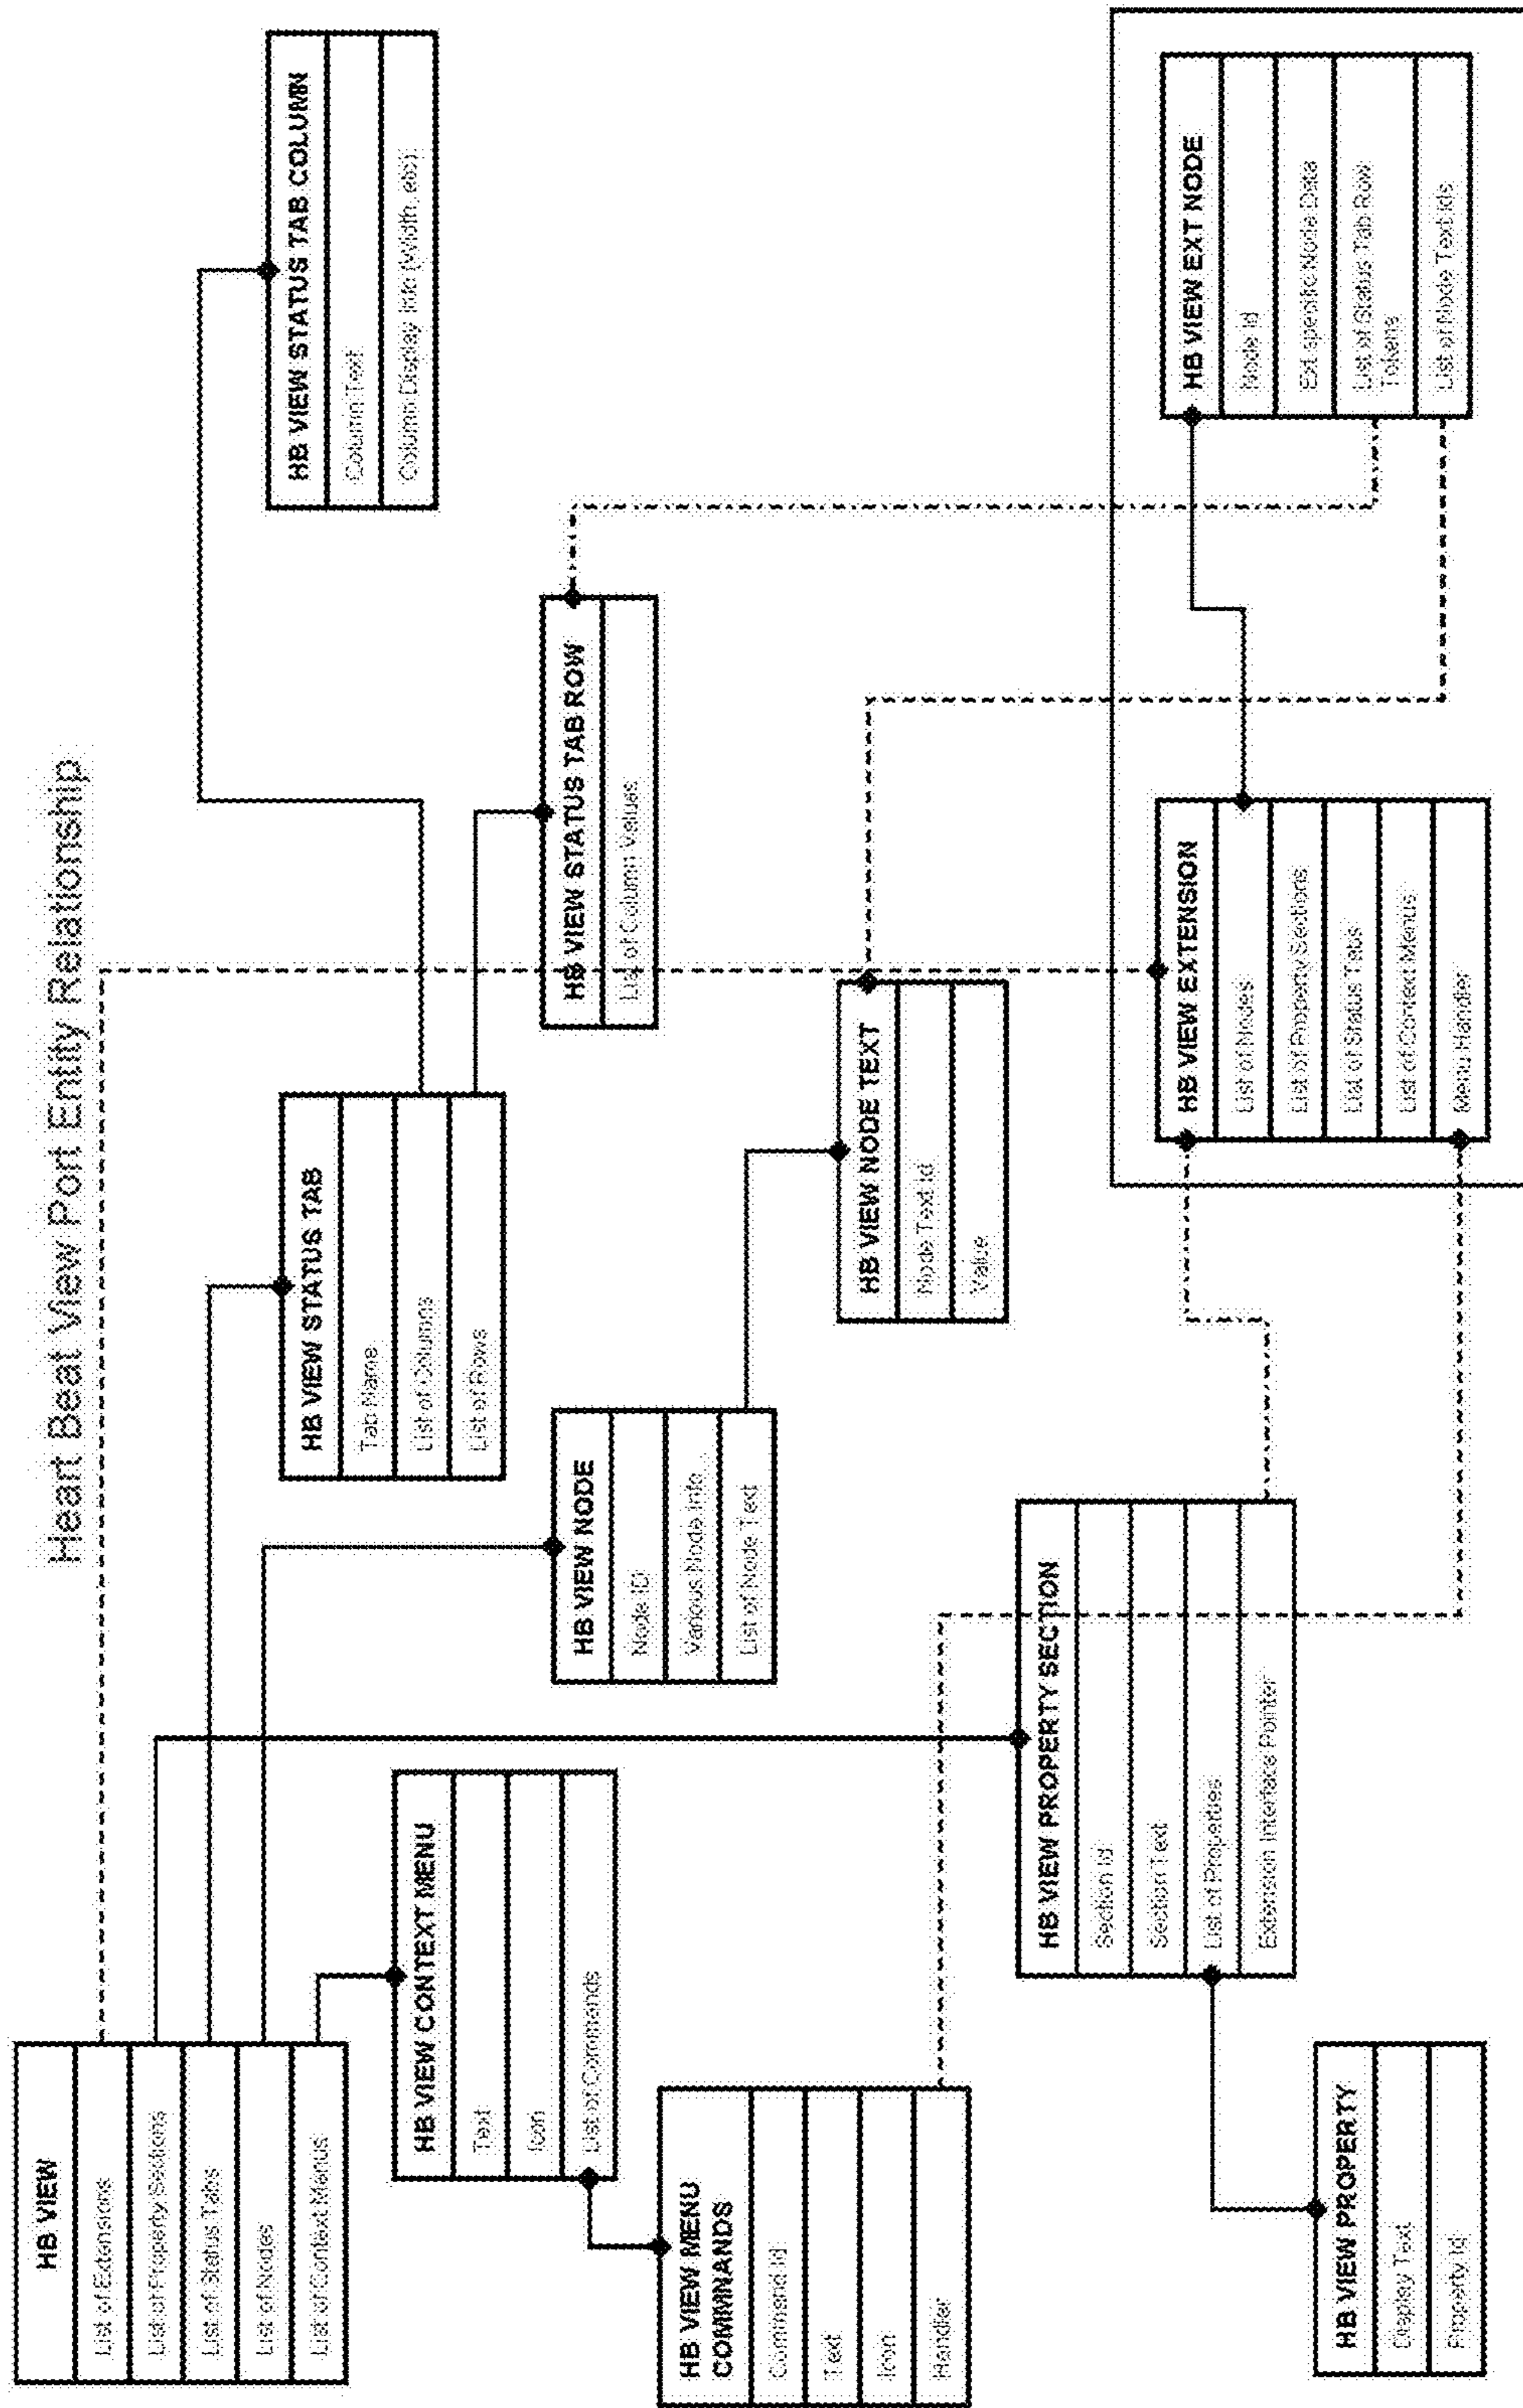 Heart Beat View Port Entity Relationship
HB VIEW
List of Extensions
List of Property Sections
List of Status Tabs
List of Nodes
List of Context Menus
HB VIEW STATUS TAB
Tab Name
List of Columns
List of Rows
HB VIEW STATUS TAB COLUMN
Column Text
Column Display Info (Width, etc)
HB VIEW CONTEXT MENU
Text
Icon
List of Commands
HB VIEW NODE
Node ID
Various Node Info...
List of Node Text
HB VIEW STATUS TAB ROW
List of Column Values
HB VIEW MENU
COMMNANDS
Command Id
Text
Icon
Handler
HB VIEW NODE TEXT
Node Text Id
Value
HB VIEW PROPERTY SECTION
Section Id
Section Text
List of Properties
Extension Interface Pointer
HB VIEW EXTENSION
List of Nodes
List of Property Sections
List of Status Tabs
List of Context Menus
Menu Handler
HB VIEW EXT NODE
Node Id
Ext specific Node Data
List of Status Tab Row
Tokens
List of Node Text Ids
HB VIEW PROPERTY
Display Text
Property Id